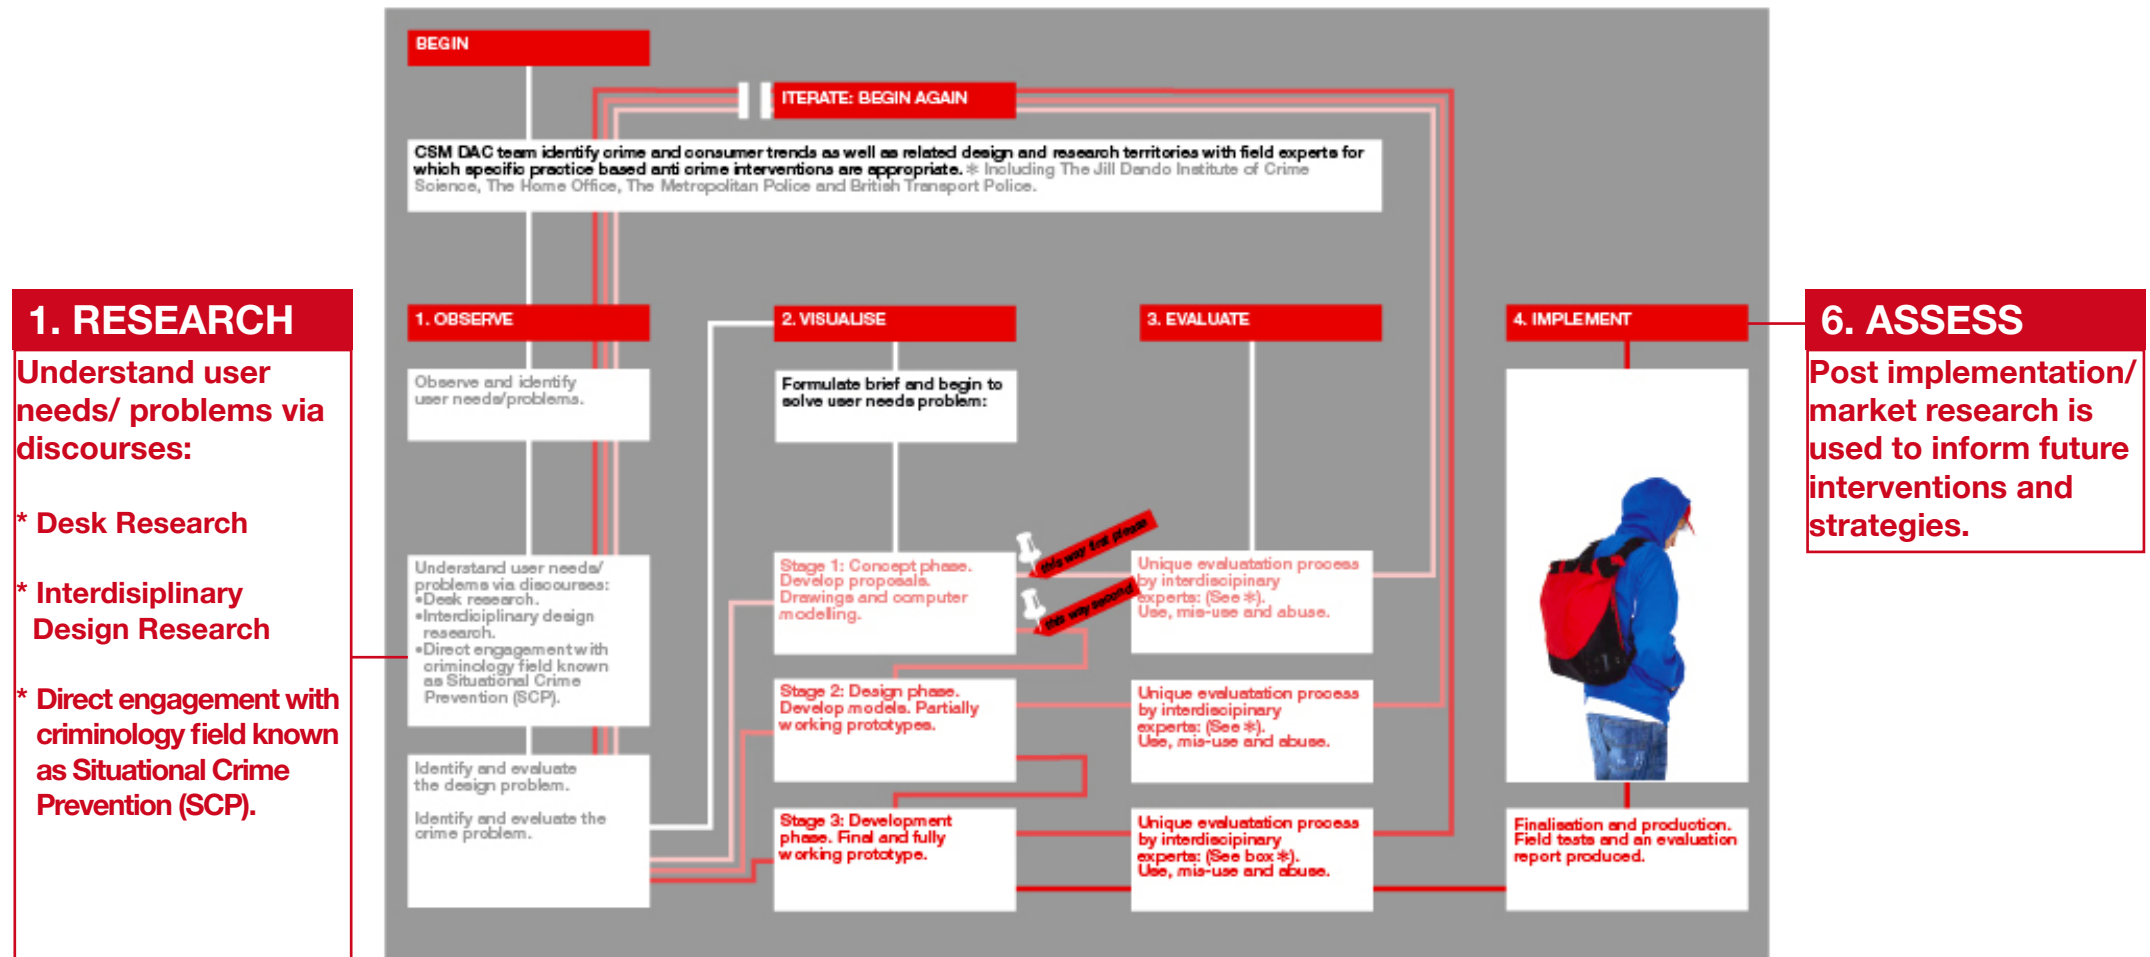 BEGIN
ITERATE: BEGIN AGAIN
CSM DAC team identify crime and consumer trends as well as related design and research territories with field experts for
which specific practice based anti crime interventions are appropriate. * Including The Jill Dando Institute of Crime
Science, The Home Office, The Metropolitan Police and British Transport Police.
1. RESEARCH
Understand user
needs/ problems via
discourses:
* Desk Research
* Interdisiplinary
Design Research
* Direct engagement with
criminology field known
as Situational Crime
Prevention (SCP).
1. OBSERVE
Observe and identify
user needs/problems.
Understand user needs/
problems via discourses:
•Desk research.
•Interdiciplinary design
research.
•Direct engagement with
criminology field known
as Situational Crime
Prevention (SCP).
Identify and evaluate
the design problem.
Identify and eveluate the
crime problem.
2. VISUALISE
Formulate brief and begin to
solve user needs problem:
Stage 1: Concept phase.
Develop proposals.
Drawings and computer
modelling.
this way first please
this way second
Stage 2: Design phase.
Develop models. Partially
working prototypes.
Stage 3: Development
phase. Final and fully
working prototype.
3. EVALUATE
Unique evaluatation process
by interdiscipinary
experts: (See *).
Use, mis-use and abuse.
Unique evaluatation process
by interdiscipinary
experts: (See *).
Use, mis-use and abuse.
Unique evaluatation process
by interdiscipinary
experts: (See box *).
Use, mis-use and abuse.
4. IMPLEMENT
Finalisation and production.
Field tests and an evaluation
report produced.
6. ASSESS
Post implementation/
market research is
used to inform future
interventions and
strategies.